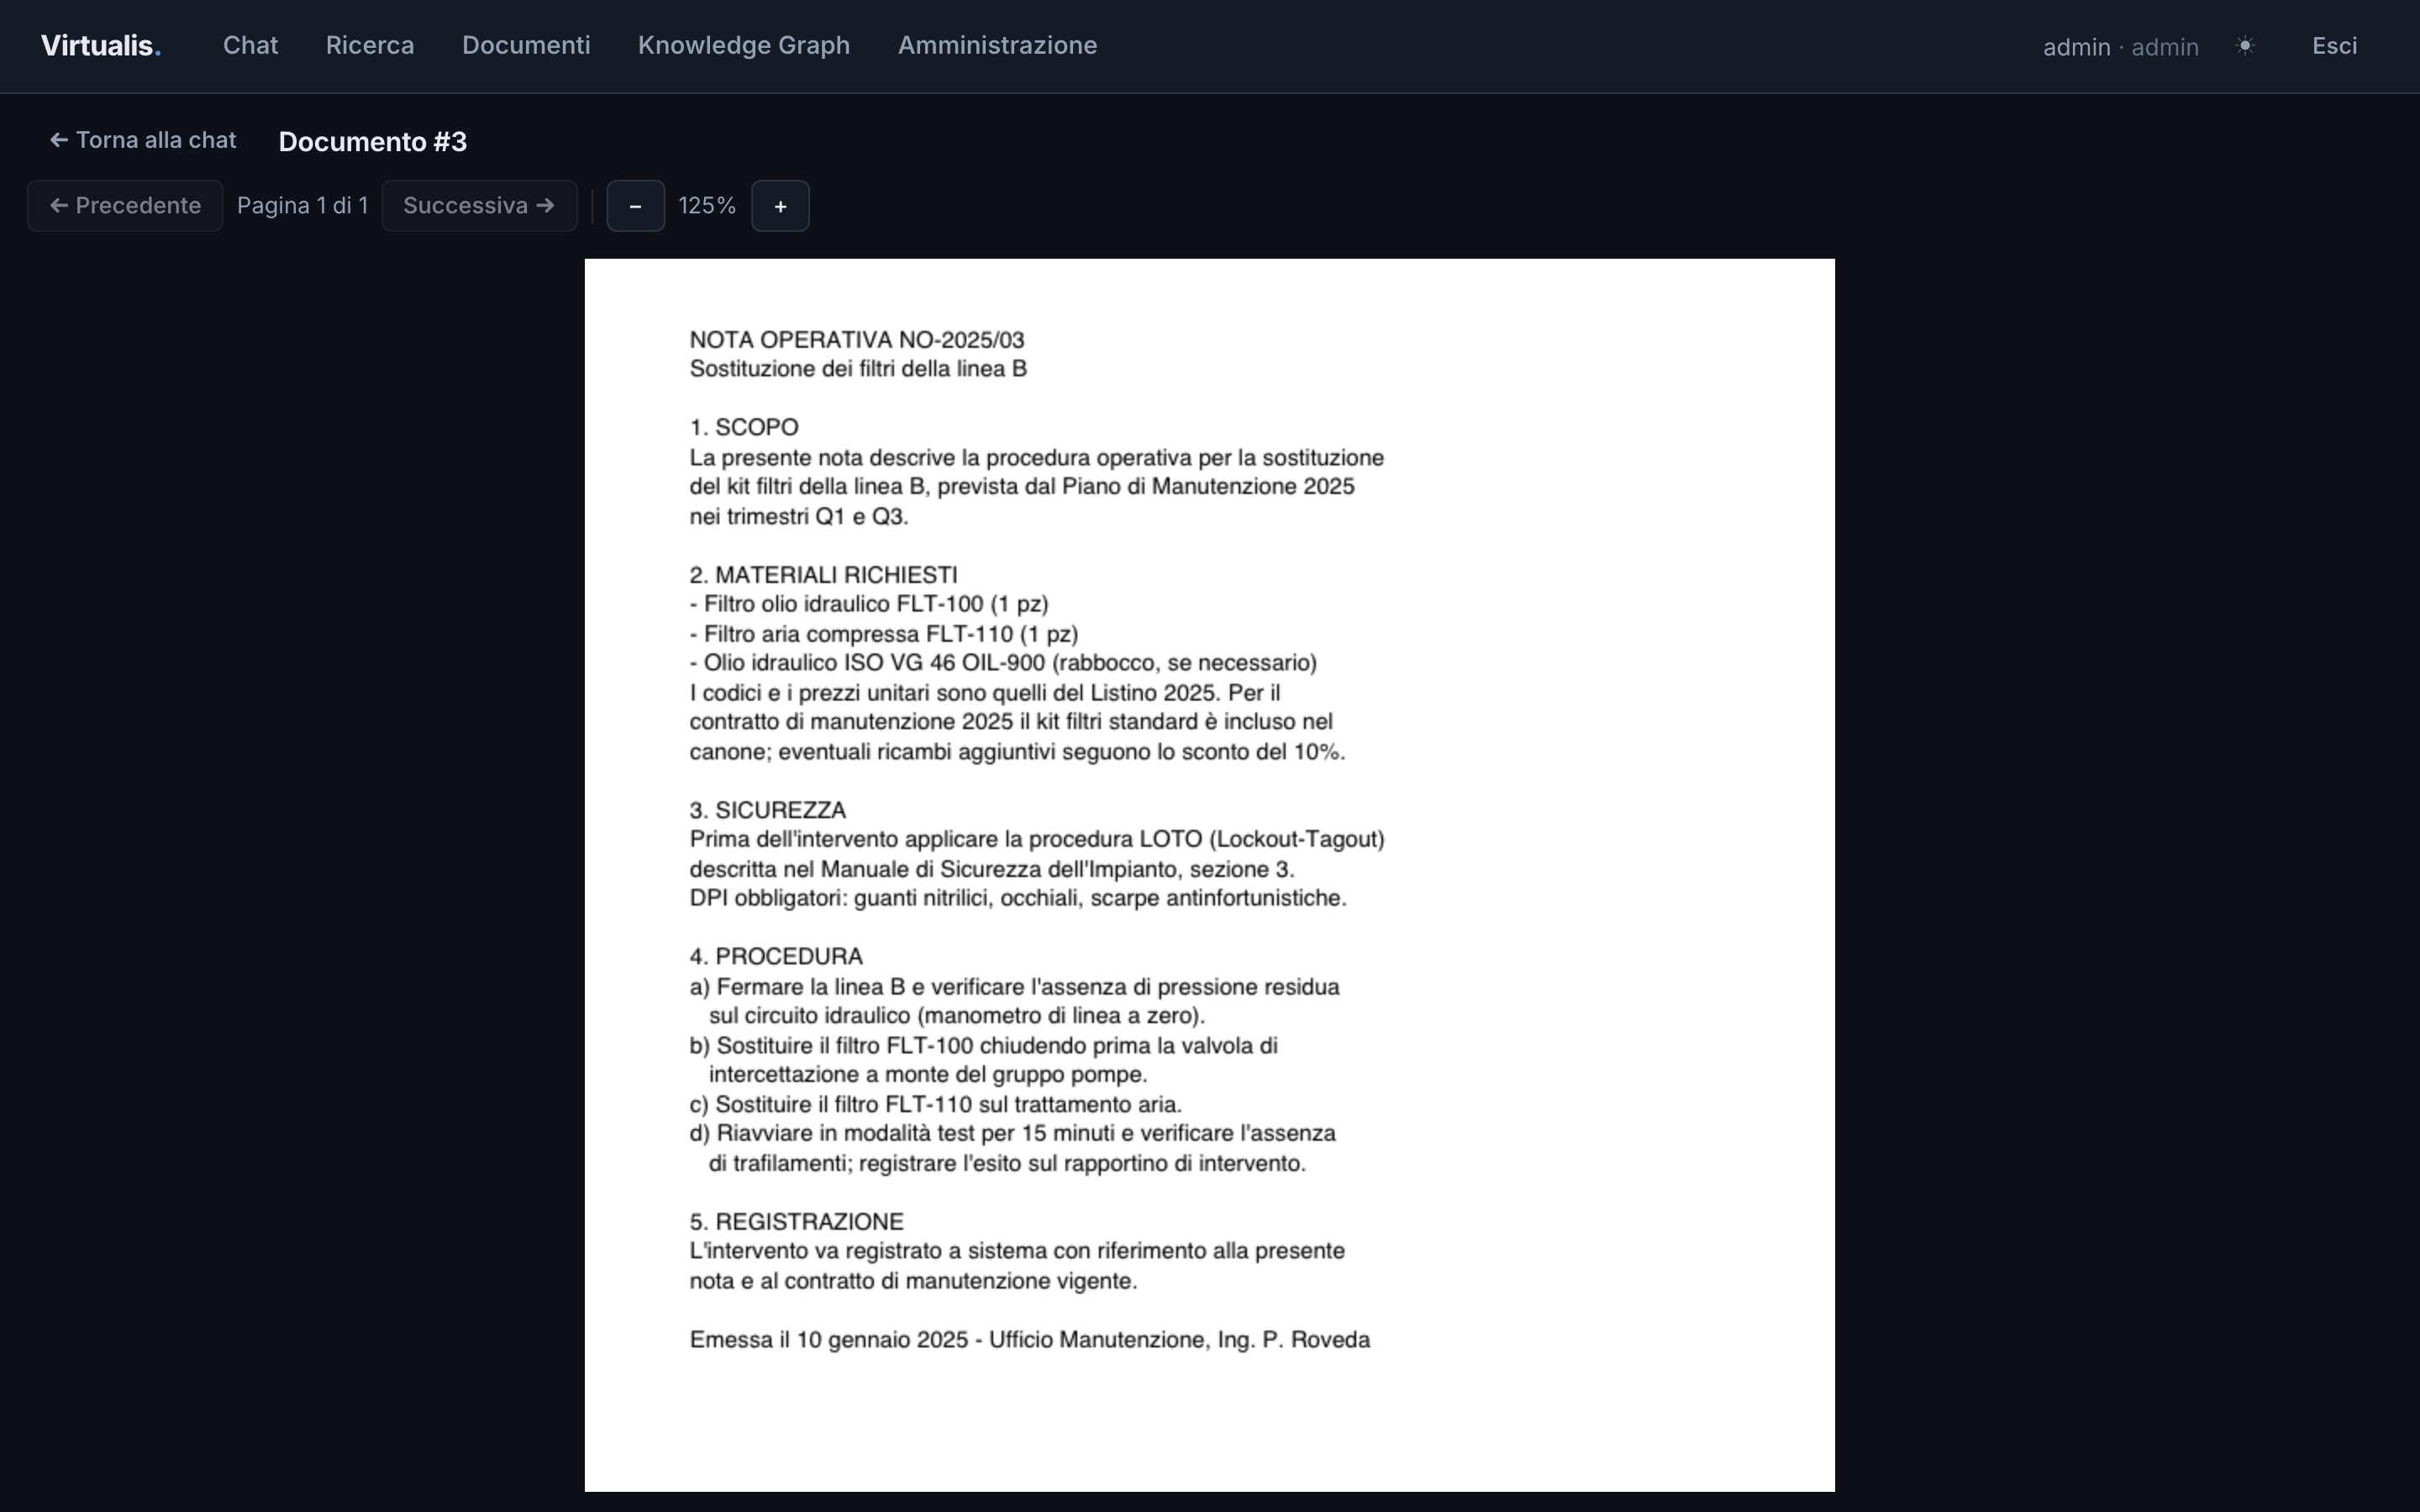 Virtualis. Chat Ricerca Documenti Knowledge Graph Amministrazione admin · admin Esci
← Torna alla chat Documento #3
← Precedente Pagina 1 di 1 Successiva → − 125% +
NOTA OPERATIVA NO-2025/03
Sostituzione dei filtri della linea B
1. SCOPO
La presente nota descrive la procedura operativa per la sostituzione
del kit filtri della linea B, prevista dal Piano di Manutenzione 2025
nei trimestri Q1 e Q3.
2. MATERIALI RICHIESTI
- Filtro olio idraulico FLT-100 (1 pz)
- Filtro aria compressa FLT-110 (1 pz)
- Olio idraulico ISO VG 46 OIL-900 (rabbocco, se necessario)
I codici e i prezzi unitari sono quelli del Listino 2025. Per il
contratto di manutenzione 2025 il kit filtri standard è incluso nel
canone; eventuali ricambi aggiuntivi seguono lo sconto del 10%.
3. SICUREZZA
Prima dell'intervento applicare la procedura LOTO (Lockout-Tagout)
descritta nel Manuale di Sicurezza dell'Impianto, sezione 3.
DPI obbligatori: guanti nitrilici, occhiali, scarpe antinfortunistiche.
4. PROCEDURA
a) Fermare la linea B e verificare l'assenza di pressione residua
sul circuito idraulico (manometro di linea a zero).
b) Sostituire il filtro FLT-100 chiudendo prima la valvola di
intercettazione a monte del gruppo pompe.
c) Sostituire il filtro FLT-110 sul trattamento aria.
d) Riavviare in modalità test per 15 minuti e verificare l'assenza
di trafilamenti; registrare l'esito sul rapportino di intervento.
5. REGISTRAZIONE
L'intervento va registrato a sistema con riferimento alla presente
nota e al contratto di manutenzione vigente.
Emessa il 10 gennaio 2025 - Ufficio Manutenzione, Ing. P. Roveda